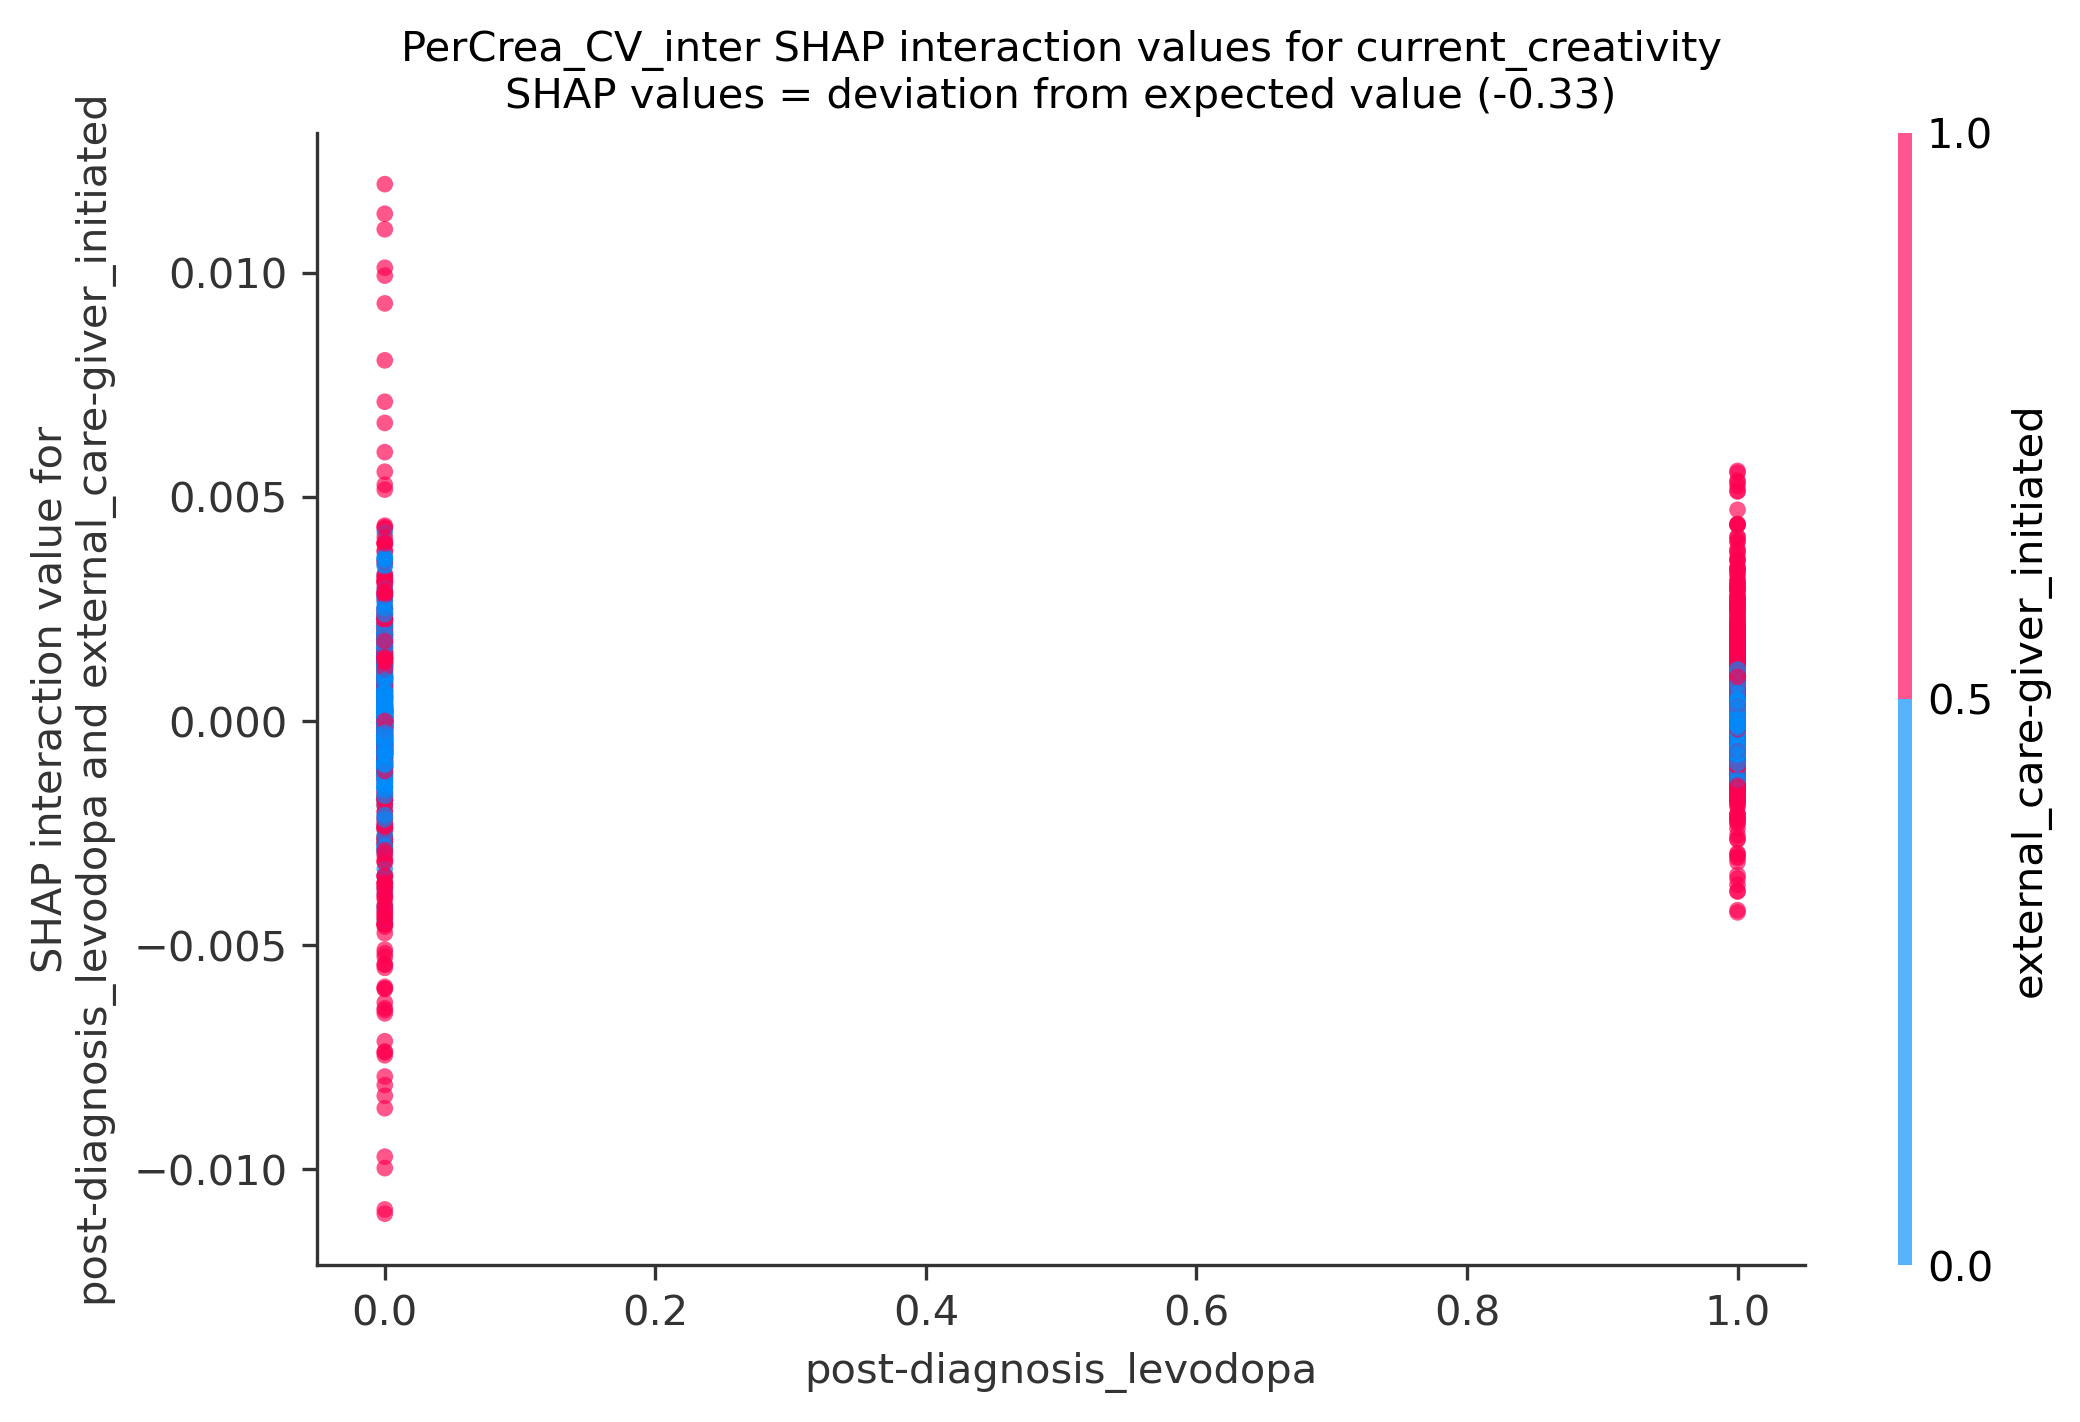 PerCrea_CV_inter SHAP interaction values for current_creativity
SHAP values = deviation from expected value (-0.33)
SHAP interaction value for
post-diagnosis_levodopa and external_care-giver_initiated
0.010
0.005
0.000
−0.005
−0.010
0.0 0.2 0.4 0.6 0.8 1.0
post-diagnosis_levodopa
1.0
0.5
0.0
external_care-giver_initiated